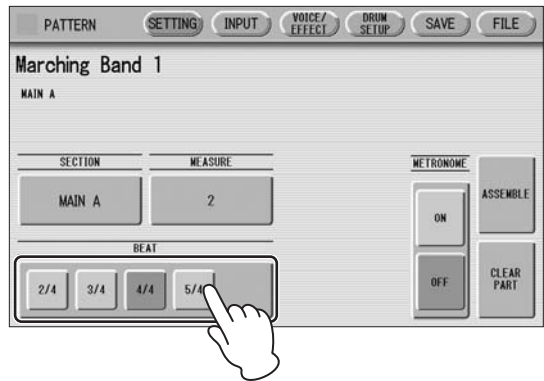 PATTERN SETTING INPUT VOICE/ EFFECT DRUM SETUP SAVE FILE
Marching Band 1
MAIN A
SECTION MEASURE METRONOME
MAIN A 2 ON ASSEMBLE
BEAT
2/4 3/4 4/4 5/4 OFF CLEAR PART